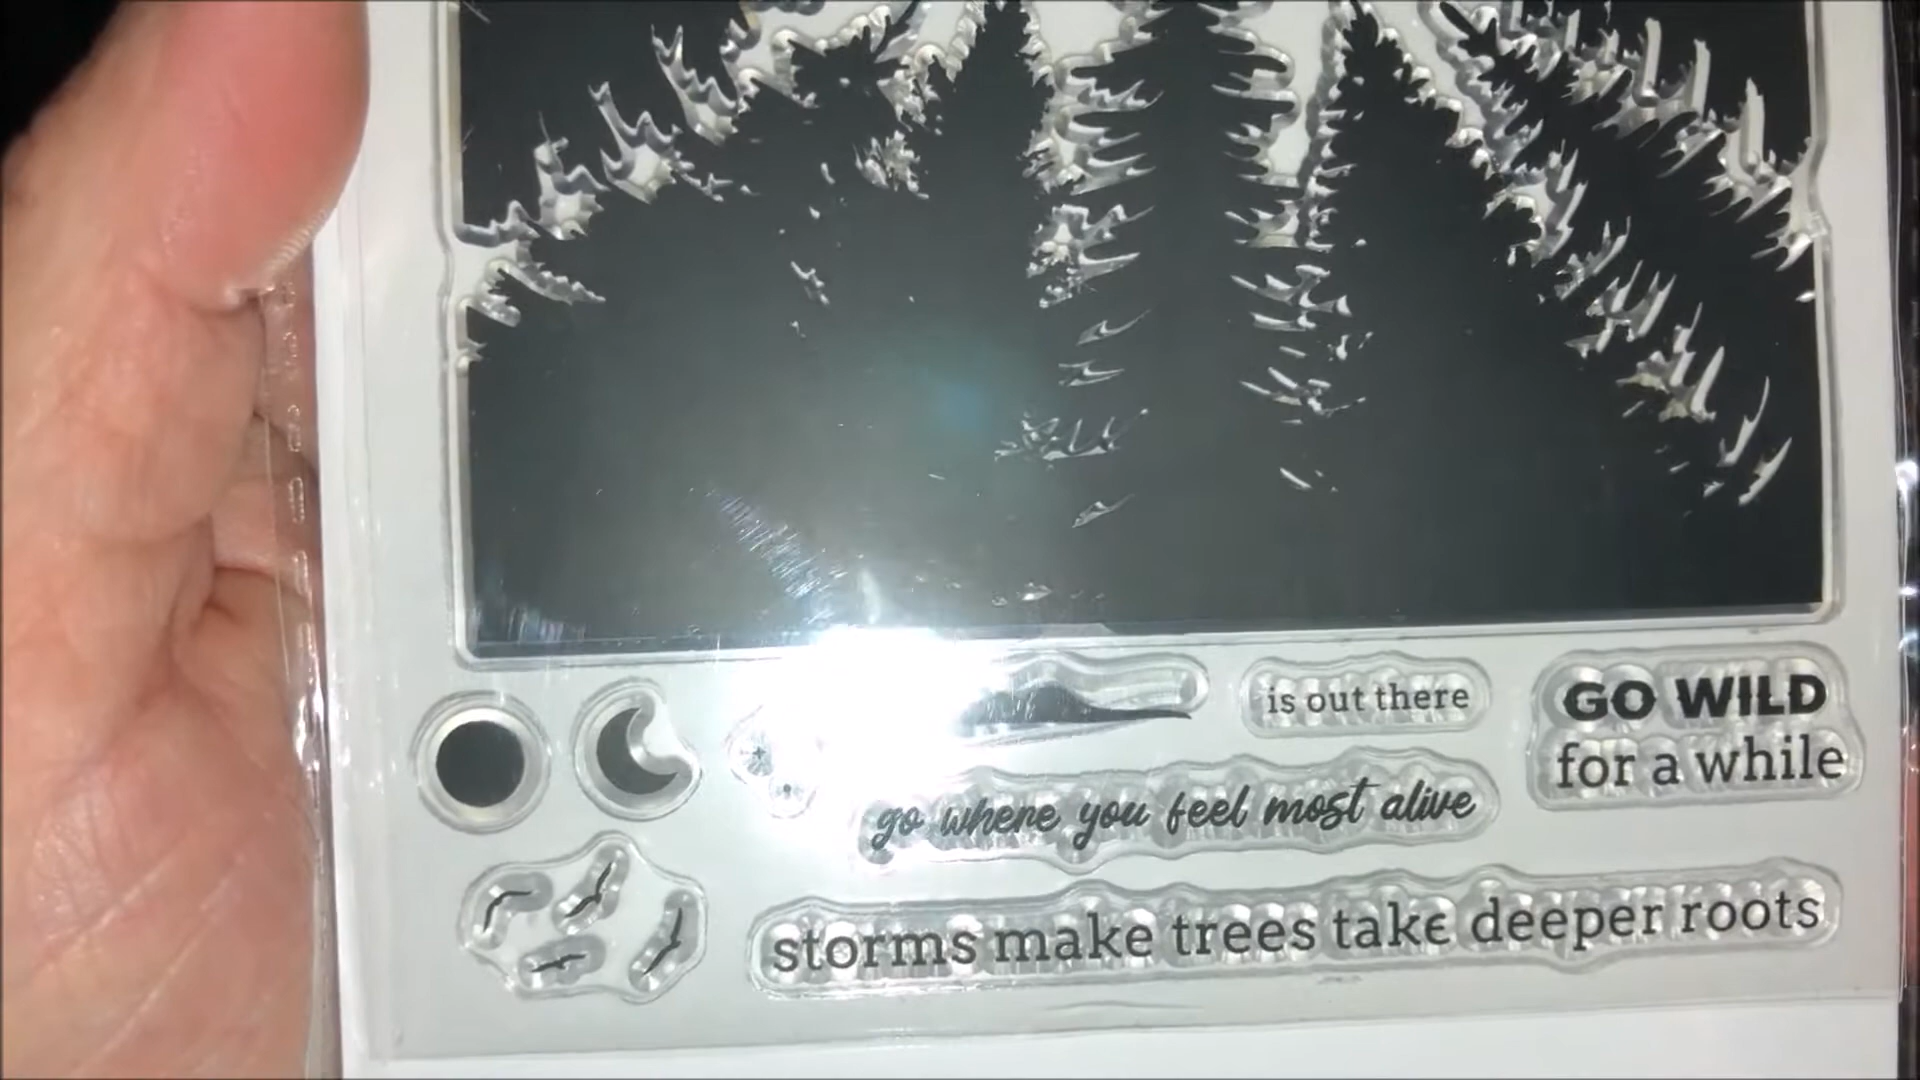 is out there
GO WILD
for a while
go where you feel most alive
storms make trees take deeper roots